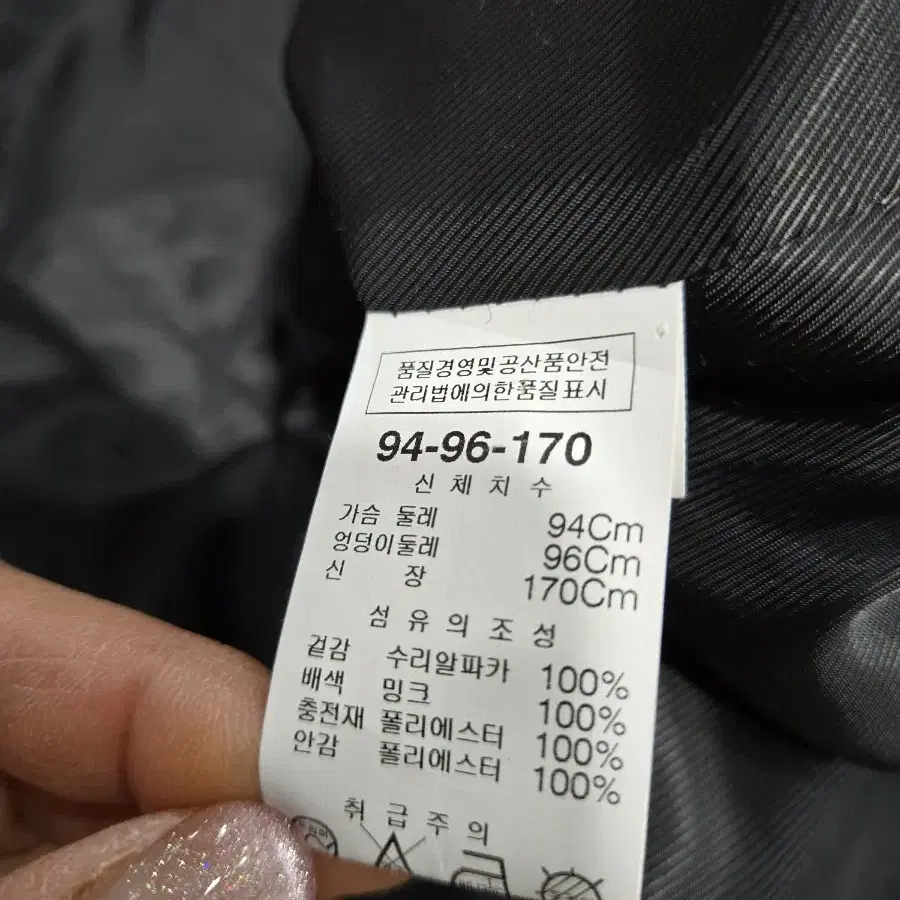 품질경영및공산품안전
관리법에의한품질표시
94-96-170
신 체 치 수
가슴 둘레 94Cm
엉덩이둘레 96Cm
신 장 170Cm
섬 유 의 조 성
겉감 수리알파카 100%
배색 밍크 100%
충전재 폴리에스터 100%
안감 폴리에스터 100%
취 급 주 의